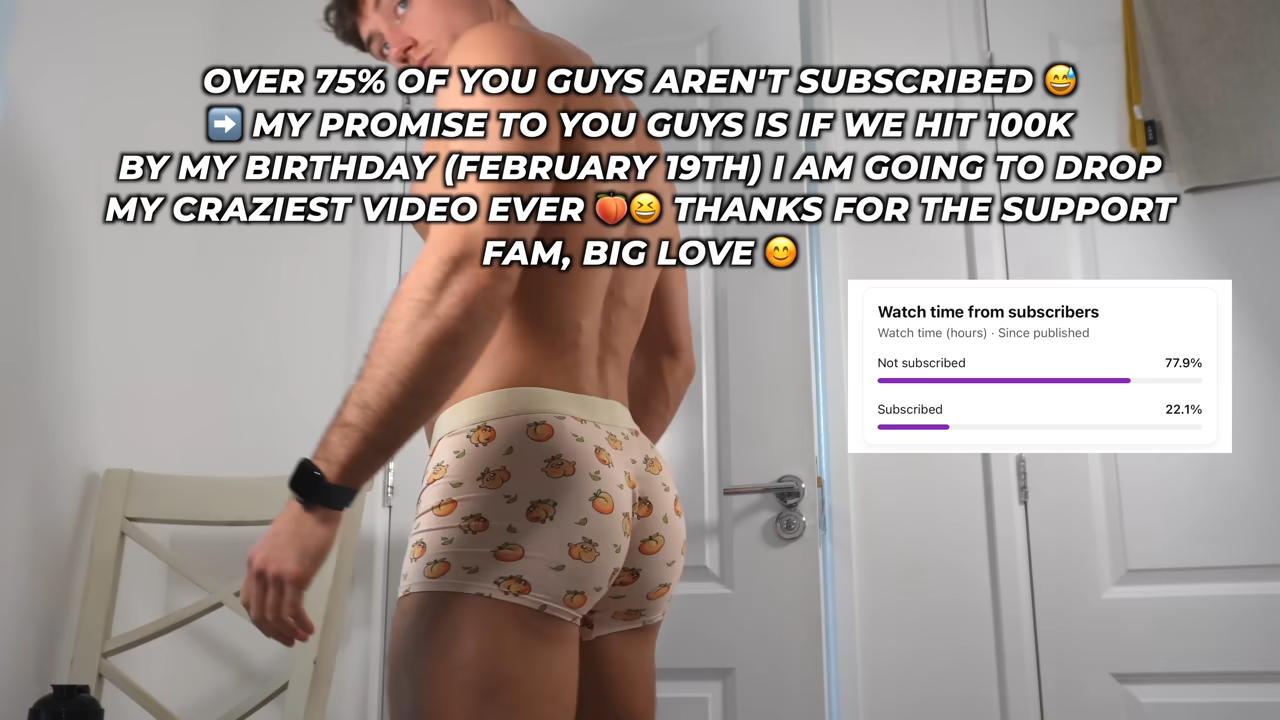 OVER 75% OF YOU GUYS AREN'T SUBSCRIBED 😅
➡️ MY PROMISE TO YOU GUYS IS IF WE HIT 100K
BY MY BIRTHDAY (FEBRUARY 19TH) I AM GOING TO DROP
MY CRAZIEST VIDEO EVER 🍑😆 THANKS FOR THE SUPPORT
FAM, BIG LOVE 😊
Watch time from subscribers
Watch time (hours) · Since published
Not subscribed 77.9%
Subscribed 22.1%